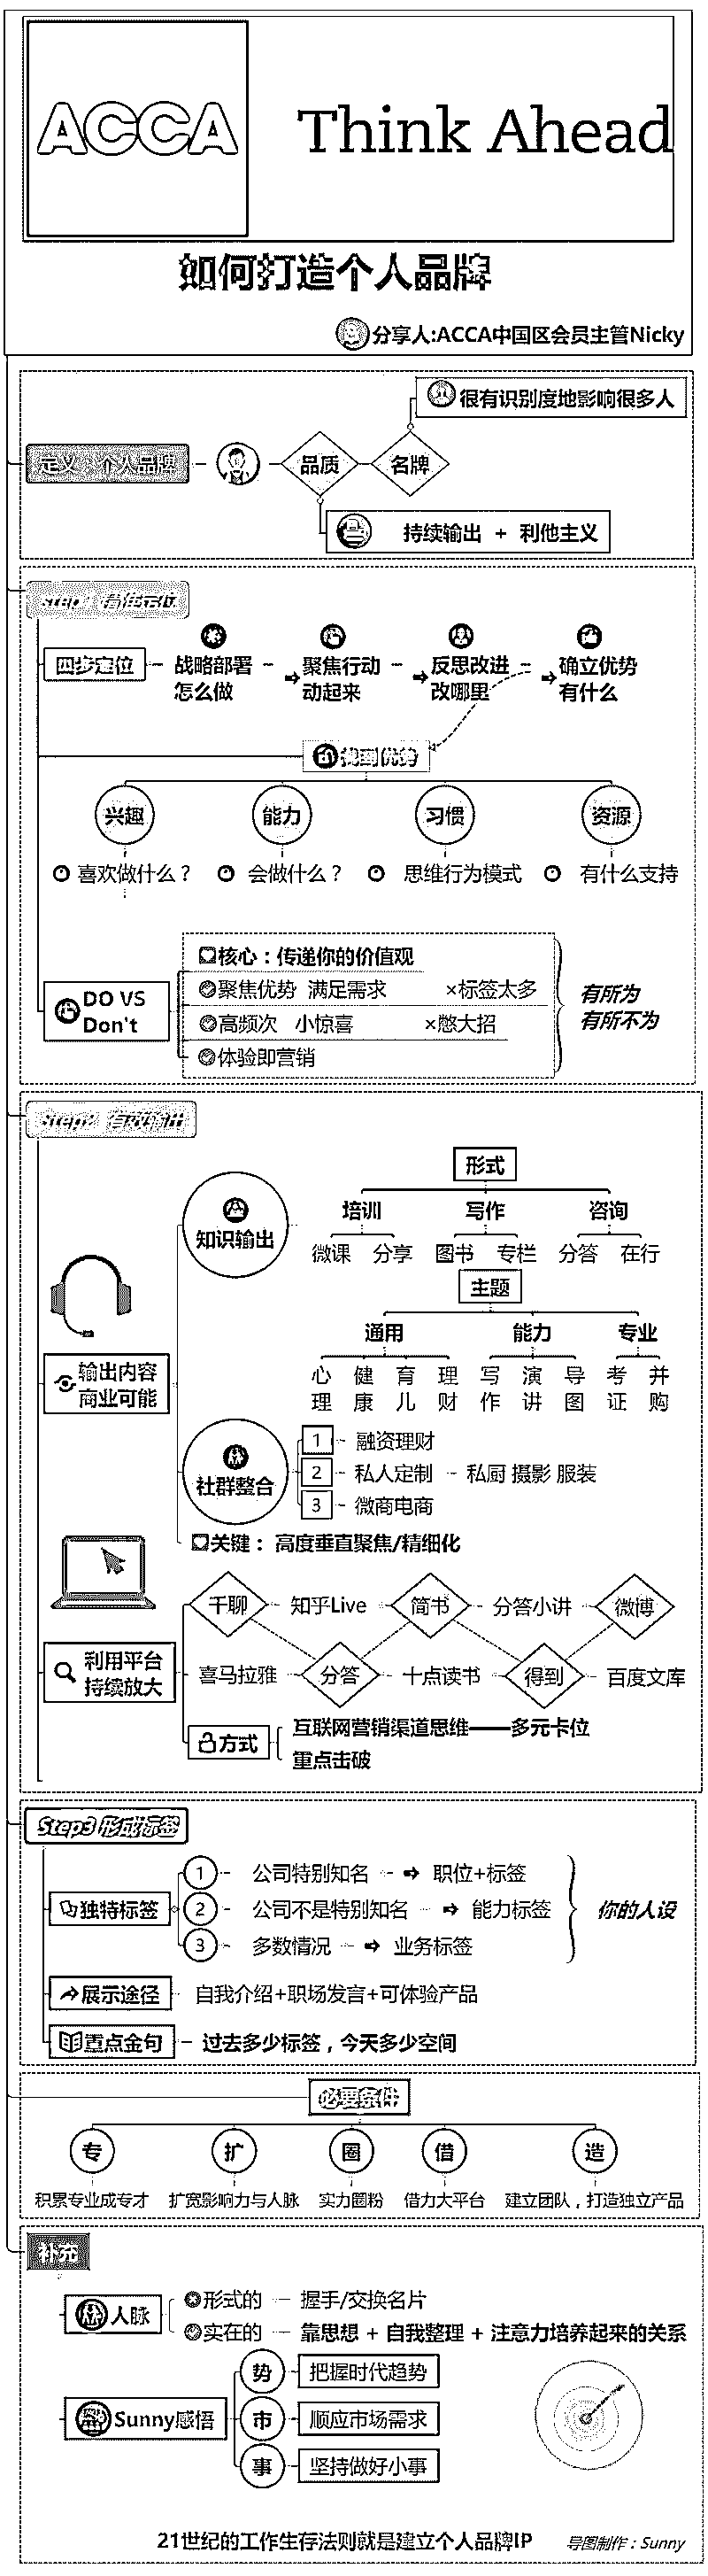 ACCA
Think Ahead
如何打造个人品牌
分享人:ACCA中国区会员主管Nicky
很有识别度地影响很多人
定义：个人品牌
品质
名牌
持续输出 + 利他主义
Step1 精准定位
四步定位
战略部署
怎么做
聚焦行动
动起来
反思改进
改哪里
确立优势
有什么
找到优势
兴趣
能力
习惯
资源
喜欢做什么？
会做什么？
思维行为模式
有什么支持
DO VS
Don't
核心：传递你的价值观
聚焦优势 满足需求 ×标签太多
高频次 小惊喜 ×憋大招
体验即营销
有所为
有所不为
Step2 有效输出
输出内容
商业可能
知识输出
形式
培训 写作 咨询
微课 分享 图书 专栏 分答 在行
主题
通用 能力 专业
心理 健康 育儿 理财 写作 演讲 导图 考证 并购
社群整合
1 融资理财
2 私人定制 - 私厨 摄影 服装
3 微商电商
关键： 高度垂直聚焦/精细化
利用平台
持续放大
千聊 知乎Live 简书 分答小讲 微博
喜马拉雅 分答 十点读书 得到 百度文库
方式
互联网营销渠道思维——多元卡位
重点击破
Step3 形成标签
独特标签
1 公司特别知名 职位+标签
2 公司不是特别知名 能力标签
3 多数情况 业务标签
你的人设
展示途径 自我介绍+职场发言+可体验产品
重点金句 过去多少标签，今天多少空间
必要条件
专 扩 圈 借 造
积累专业成专才 扩宽影响力与人脉 实力圈粉 借力大平台 建立团队，打造独立产品
补充
人脉
形式的 握手/交换名片
实在的 靠思想 + 自我整理 + 注意力培养起来的关系
Sunny感悟
势 把握时代趋势
市 顺应市场需求
事 坚持做好小事
21世纪的工作生存法则就是建立个人品牌IP
导图制作：Sunny